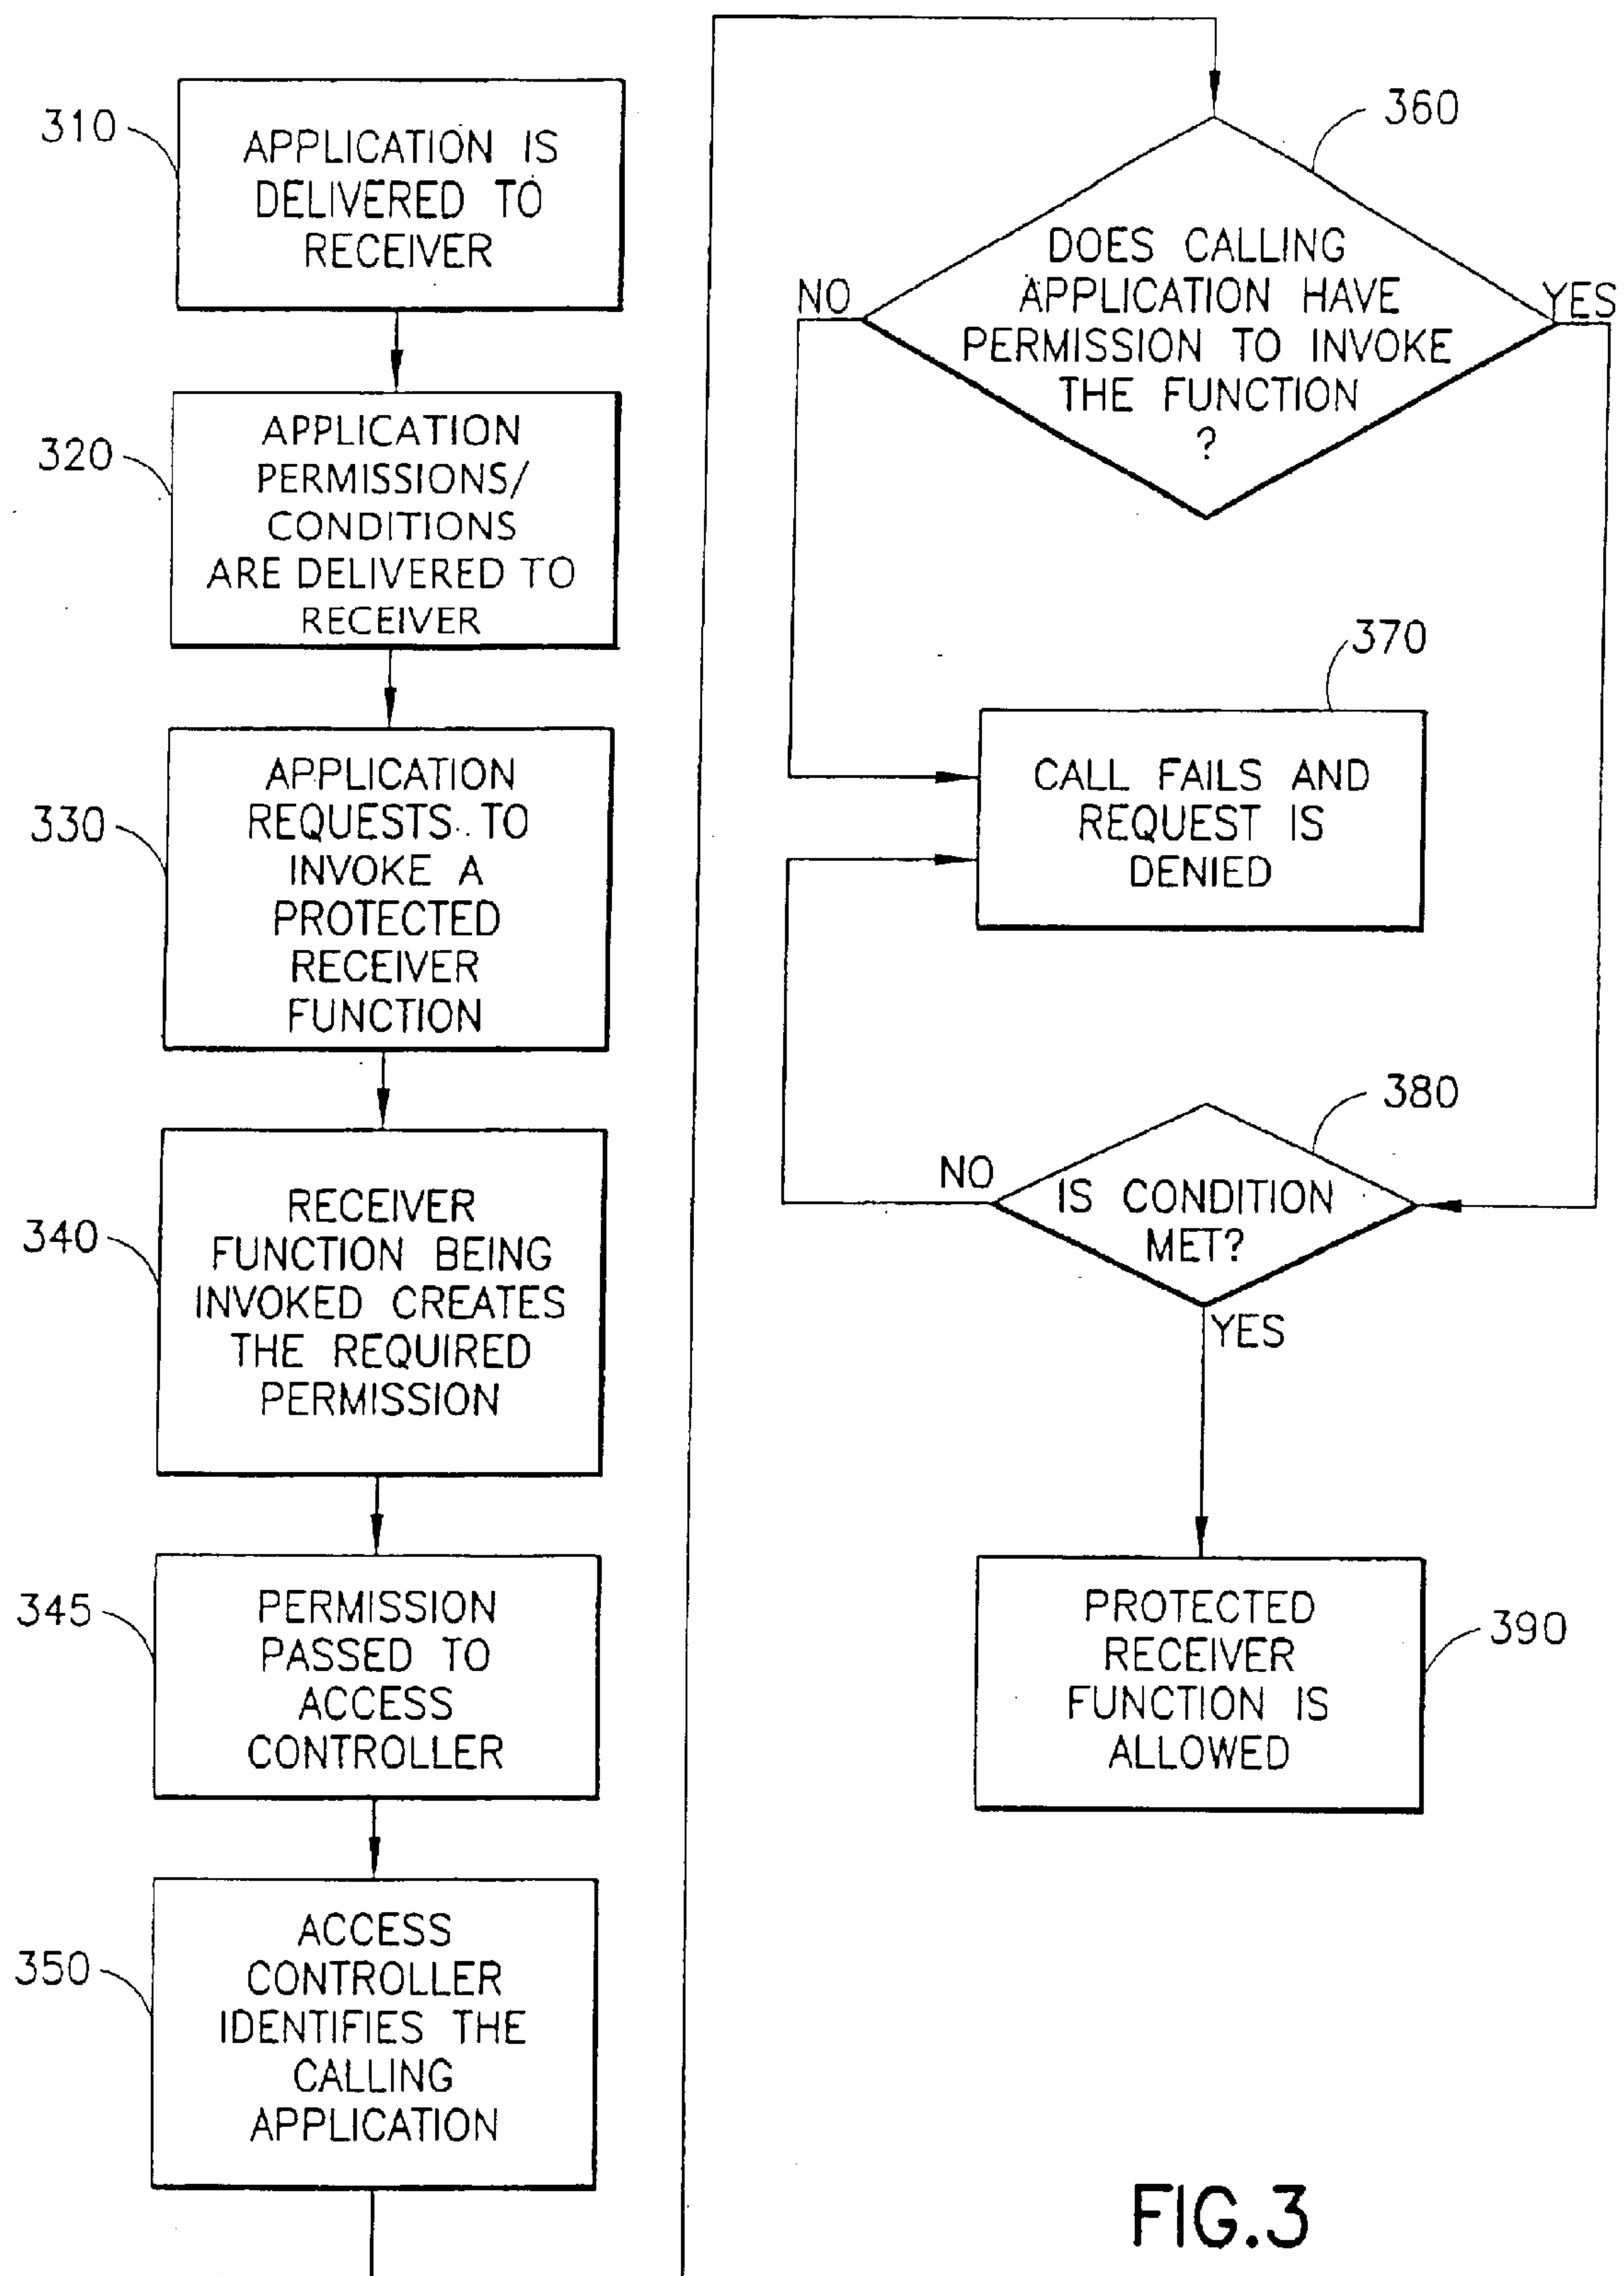 310
APPLICATION IS
DELIVERED TO
RECEIVER
320
APPLICATION
PERMISSIONS/
CONDITIONS
ARE DELIVERED TO
RECEIVER
330
APPLICATION
REQUESTS TO
INVOKE A
PROTECTED
RECEIVER
FUNCTION
340
RECEIVER
FUNCTION BEING
INVOKED CREATES
THE REQUIRED
PERMISSION
345
PERMISSION
PASSED TO
ACCESS
CONTROLLER
350
ACCESS
CONTROLLER
IDENTIFIES THE
CALLING
APPLICATION
360
DOES CALLING
APPLICATION HAVE
PERMISSION TO INVOKE
THE FUNCTION
?
NO
YES
370
CALL FAILS AND
REQUEST IS
DENIED
380
IS CONDITION
MET?
NO
YES
390
PROTECTED
RECEIVER
FUNCTION IS
ALLOWED
FIG.3